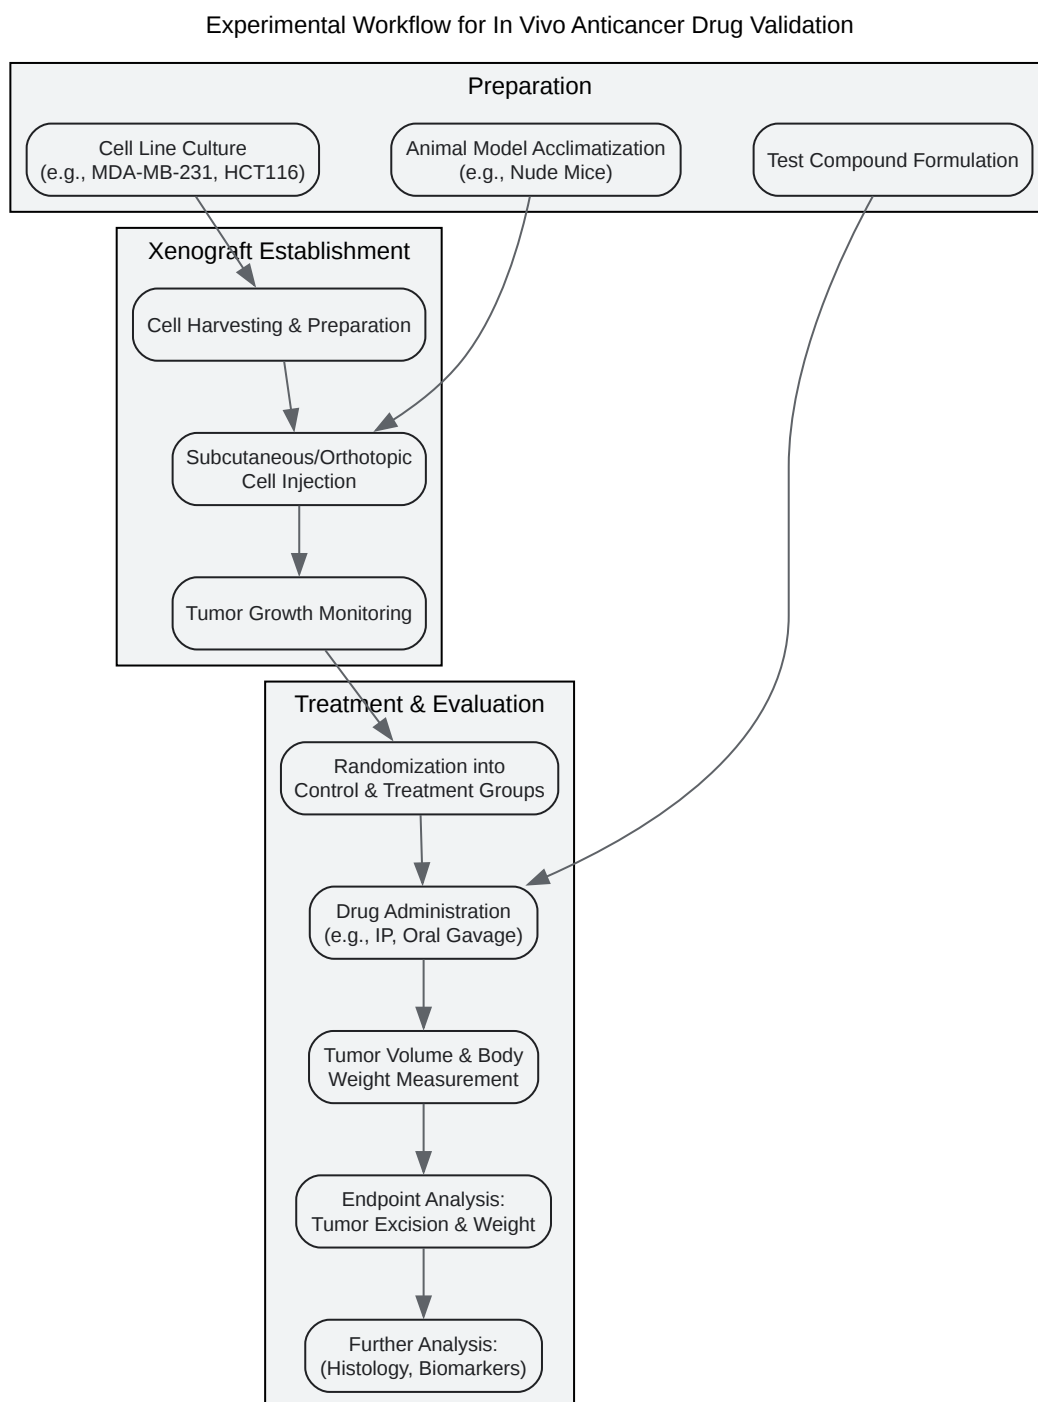 Experimental Workflow for In Vivo Anticancer Drug Validation
Preparation
Cell Line Culture
(e.g., MDA-MB-231, HCT116)
Animal Model Acclimatization
(e.g., Nude Mice)
Test Compound Formulation
Xenograft Establishment
Cell Harvesting & Preparation
Subcutaneous/Orthotopic
Cell Injection
Tumor Growth Monitoring
Treatment & Evaluation
Randomization into
Control & Treatment Groups
Drug Administration
(e.g., IP, Oral Gavage)
Tumor Volume & Body
Weight Measurement
Endpoint Analysis:
Tumor Excision & Weight
Further Analysis:
(Histology, Biomarkers)